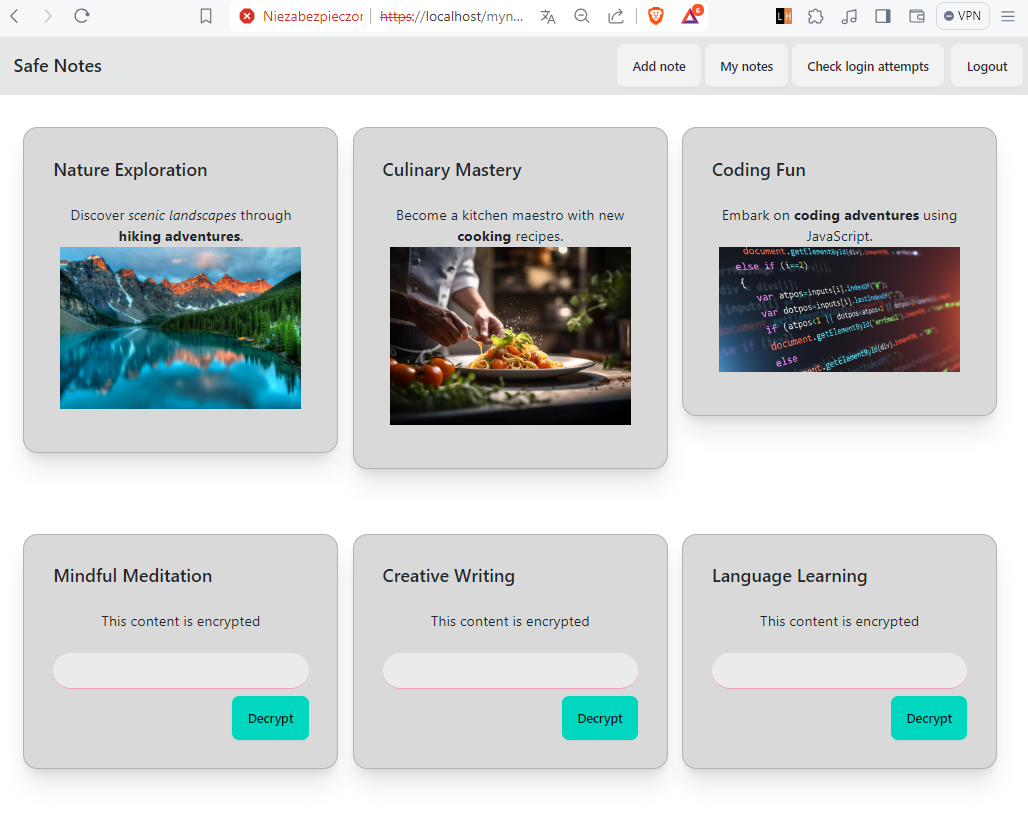 Niezabezpieczor https://localhost/myn... 6 L H VPN
Safe Notes Add note My notes Check login attempts Logout
Nature Exploration
Discover scenic landscapes through
hiking adventures.
Culinary Mastery
Become a kitchen maestro with new
cooking recipes.
Coding Fun
Embark on coding adventures using
JavaScript.
else if (i==2)
{
var atpos=inputs[i].indexOf("@");
var dotpos=inputs[i].lastIndexOf(".");
if (atpos<1 || dotpos<atpos+2 ||
document.getElementById('errEmail').innerHTML
else
document.getElementById(div).innerHTML
Mindful Meditation
This content is encrypted
Decrypt
Creative Writing
This content is encrypted
Decrypt
Language Learning
This content is encrypted
Decrypt